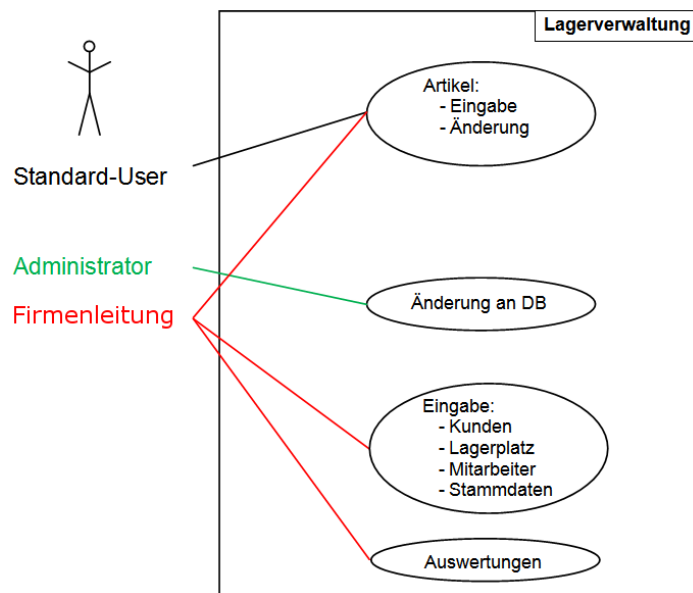 Lagerverwaltung
Artikel:
- Eingabe
- Änderung
Standard-User
Administrator
Firmenleitung
Änderung an DB
Eingabe:
- Kunden
- Lagerplatz
- Mitarbeiter
- Stammdaten
Auswertungen